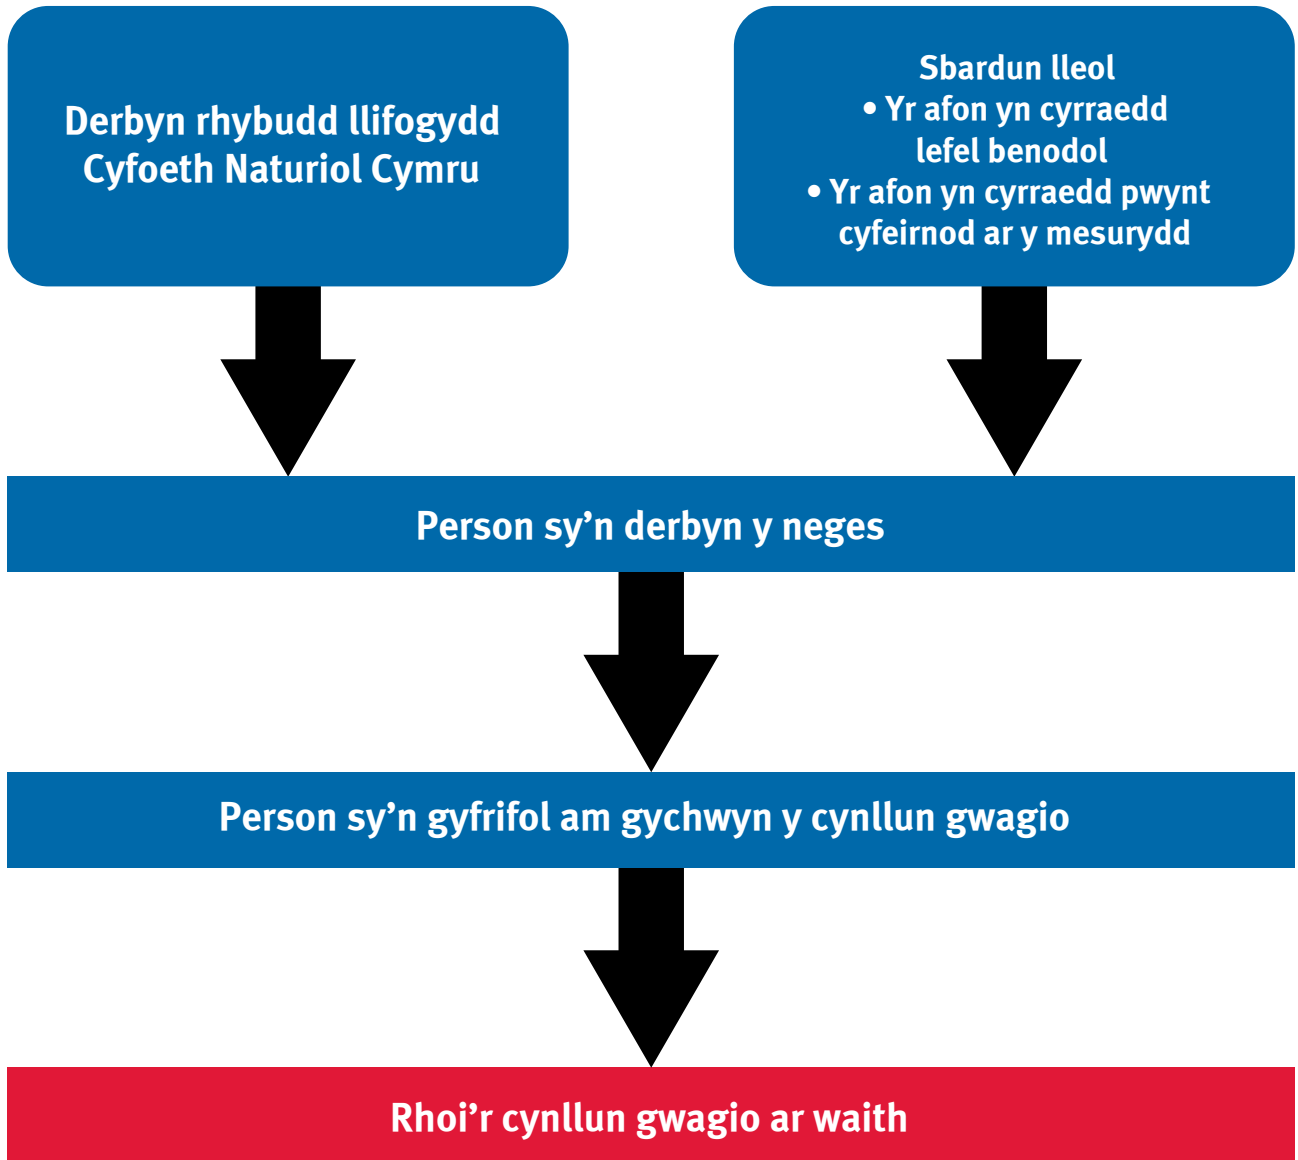 Derbyn rhybudd llifogydd
Cyfoeth Naturiol Cymru
Sbardun lleol
• Yr afon yn cyrraedd
lefel benodol
• Yr afon yn cyrraedd pwynt
cyfeirnod ar y mesurydd
Person sy’n derbyn y neges
Person sy’n gyfrifol am gychwyn y cynllun gwagio
Rhoi’r cynllun gwagio ar waith